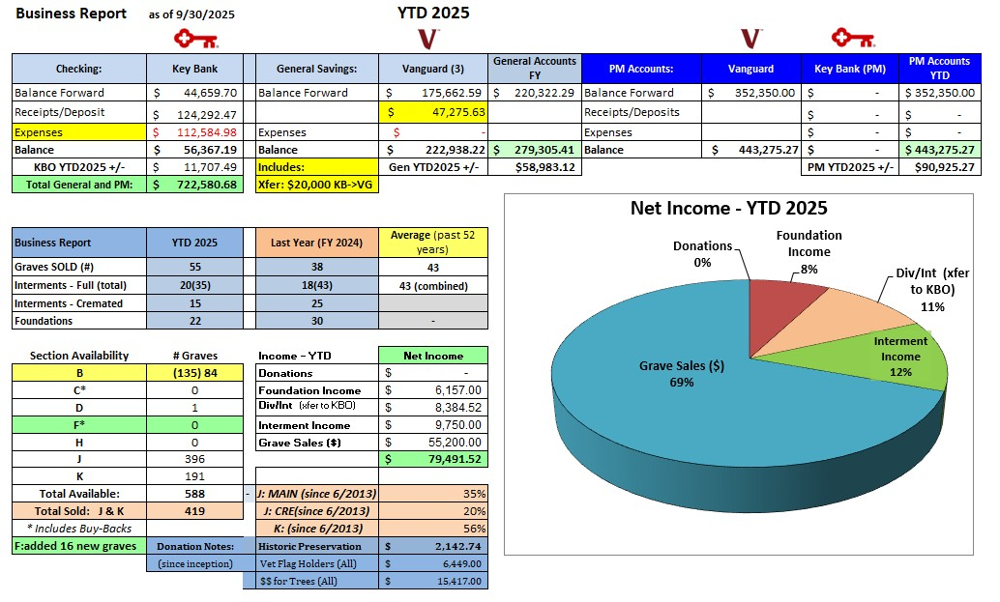 Business Report as of 9/30/2025 YTD 2025
Checking: Key Bank General Savings: Vanguard (3) General Accounts FY PM Accounts: Vanguard Key Bank (PM) PM Accounts YTD
Balance Forward $ 44,659.70 Balance Forward $ 175,662.59 $ 220,322.29 Balance Forward $ 352,350.00 $ - $ 352,350.00
Receipts/Deposit $ 124,292.47 $ 47,275.63 Receipts/Deposits $ - $ -
Expenses $ 112,584.98 Expenses $ - Expenses $ - $ -
Balance $ 56,367.19 Balance $ 222,938.22 $ 279,305.41 Balance $ 443,275.27 $ - $ 443,275.27
KBO YTD2025 +/- $ 11,707.49 Includes: Gen YTD2025 +/- $58,983.12 PM YTD2025 +/- $90,925.27
Total General and PM: $ 722,580.68 Xfer: $20,000 KB->VG
Business Report YTD 2025 Last Year (FY 2024) Average (past 52 years)
Graves SOLD (#) 55 38 43
Interments - Full (total) 20(35) 18(43) 43 (combined)
Interments - Cremated 15 25
Foundations 22 30 -
Section Availability # Graves
B (135) 84
C* 0
D 1
F* 0
H 0
J 396
K 191
Total Available: 588 -
Total Sold: J & K 419
* Includes Buy-Backs
F:added 16 new graves
Income - YTD Net Income
Donations $ -
Foundation Income $ 6,157.00
Div/Int (xfer to KBO) $ 8,384.52
Interment Income $ 9,750.00
Grave Sales ($) $ 55,200.00
$ 79,491.52
J: MAIN (since 6/2013) 35%
J: CRE(since 6/2013) 20%
K: (since 6/2013) 56%
Donation Notes: Historic Preservation $ 2,142.74
(since inception) Vet Flag Holders (All) $ 6,449.00
$$ for Trees (All) $ 15,417.00
Net Income - YTD 2025
Donations
0%
Foundation
Income
8%
Div/Int (xfer
to KBO)
11%
Interment
Income
12%
Grave Sales ($)
69%